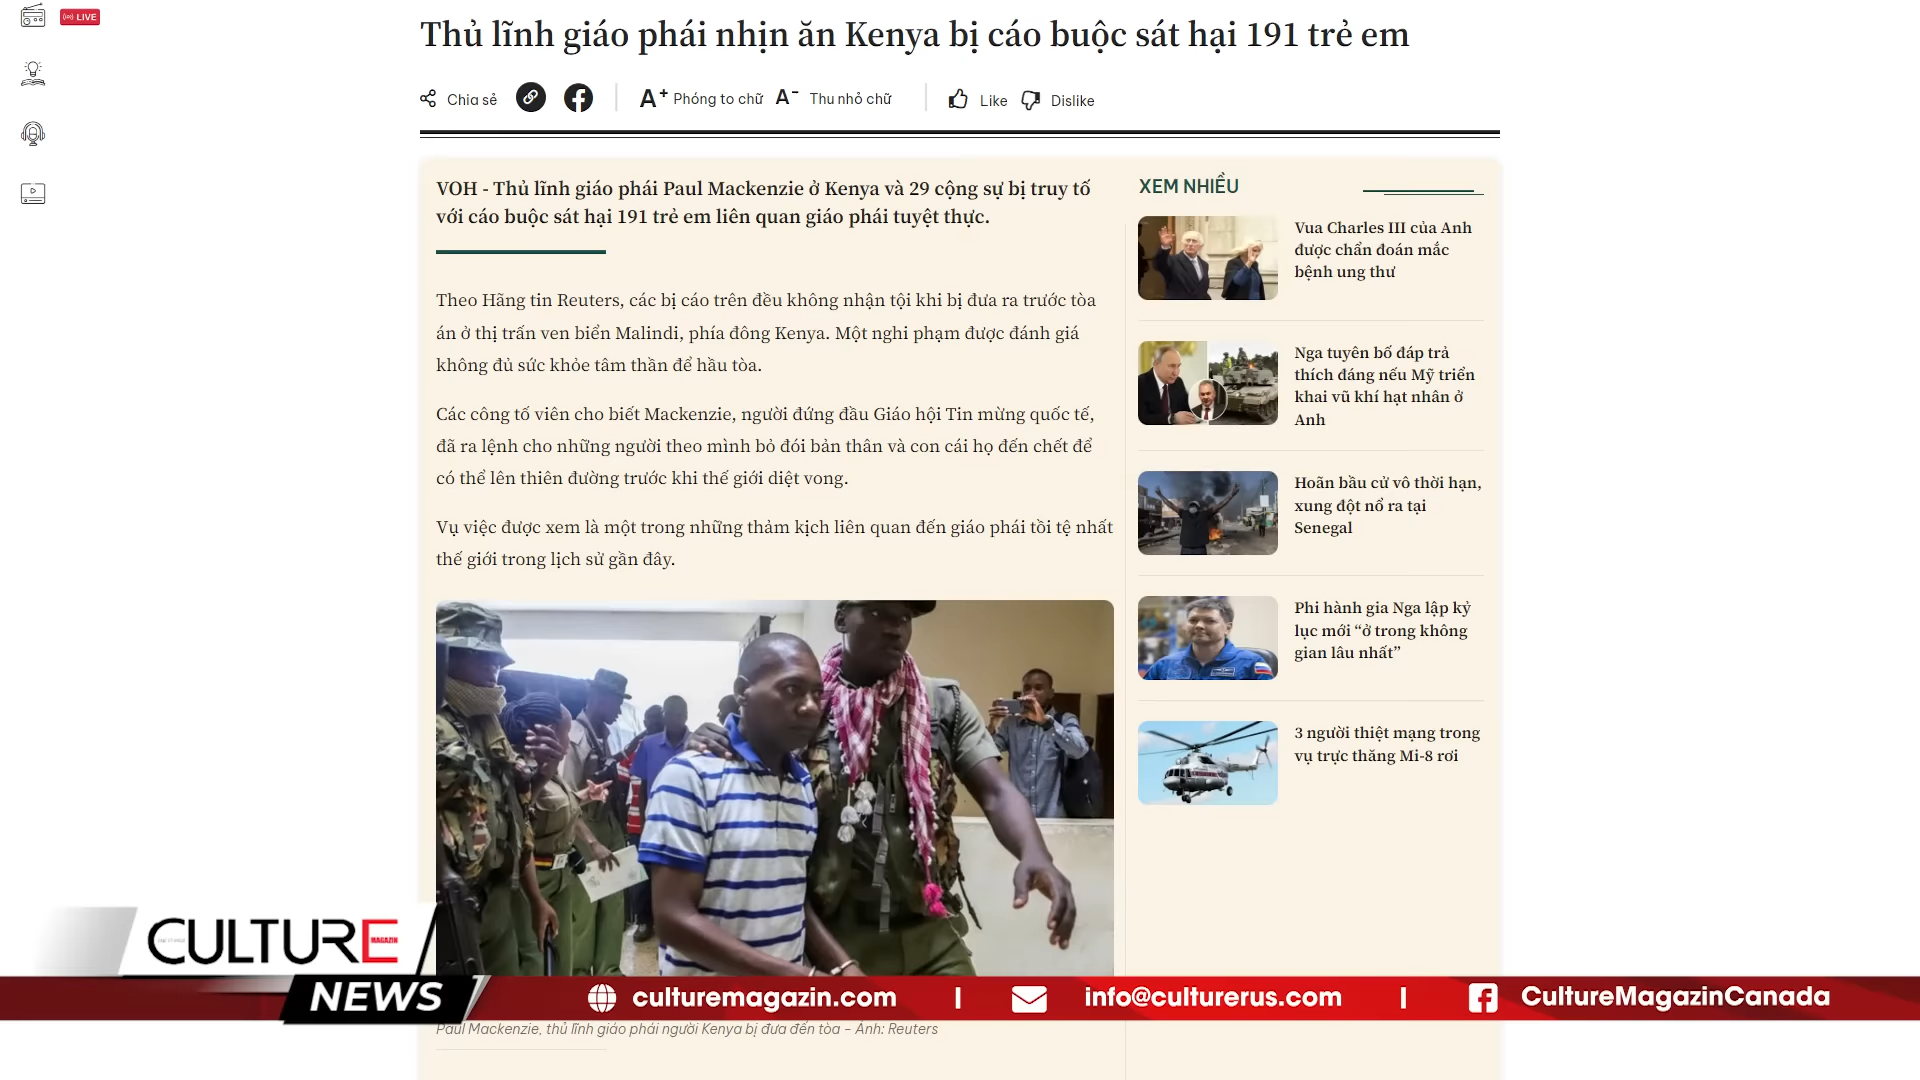 LIVE
Thủ lĩnh giáo phái nhịn ăn Kenya bị cáo buộc sát hại 191 trẻ em
Chia sẻ
A+ Phóng to chữ
A- Thu nhỏ chữ
Like
Dislike
VOH - Thủ lĩnh giáo phái Paul Mackenzie ở Kenya và 29 cộng sự bị truy tố
với cáo buộc sát hại 191 trẻ em liên quan giáo phái tuyệt thực.
Theo Hãng tin Reuters, các bị cáo trên đều không nhận tội khi bị đưa ra trước tòa
án ở thị trấn ven biển Malindi, phía đông Kenya. Một nghi phạm được đánh giá
không đủ sức khỏe tâm thần để hầu tòa.
Các công tố viên cho biết Mackenzie, người đứng đầu Giáo hội Tin mừng quốc tế,
đã ra lệnh cho những người theo mình bỏ đói bản thân và con cái họ đến chết để
có thể lên thiên đường trước khi thế giới diệt vong.
Vụ việc được xem là một trong những thảm kịch liên quan đến giáo phái tồi tệ nhất
thế giới trong lịch sử gần đây.
Paul Mackenzie, thủ lĩnh giáo phái người Kenya bị đưa đến tòa – Ảnh: Reuters
XEM NHIỀU
Vua Charles III của Anh
được chẩn đoán mắc
bệnh ung thư
Nga tuyên bố đáp trả
thích đáng nếu Mỹ triển
khai vũ khí hạt nhân ở
Anh
Hoãn bầu cử vô thời hạn,
xung đột nổ ra tại
Senegal
Phi hành gia Nga lập kỷ
lục mới “ở trong không
gian lâu nhất”
3 người thiệt mạng trong
vụ trực thăng Mi-8 rơi
CULTURE
MAGAZIN
NEWS
culturemagazin.com
info@culturerus.com
CultureMagazinCanada